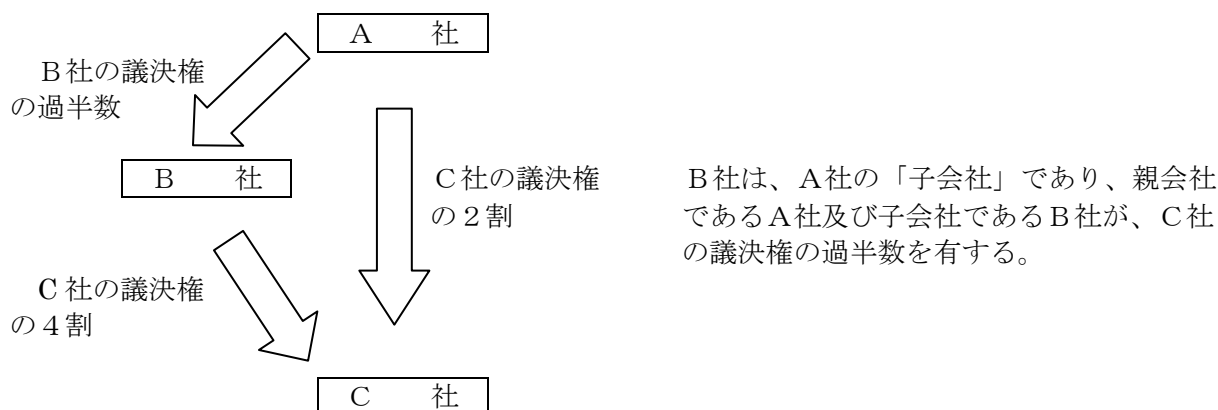 Ａ　　社
Ｂ社の議決権
の過半数
Ｂ　　社
Ｃ社の議決権
の２割
Ｂ社は、Ａ社の「子会社」であり、親会社
であるＡ社及び子会社であるＢ社が、Ｃ社
の議決権の過半数を有する。
C 社の議決権
の４割
Ｃ　　社